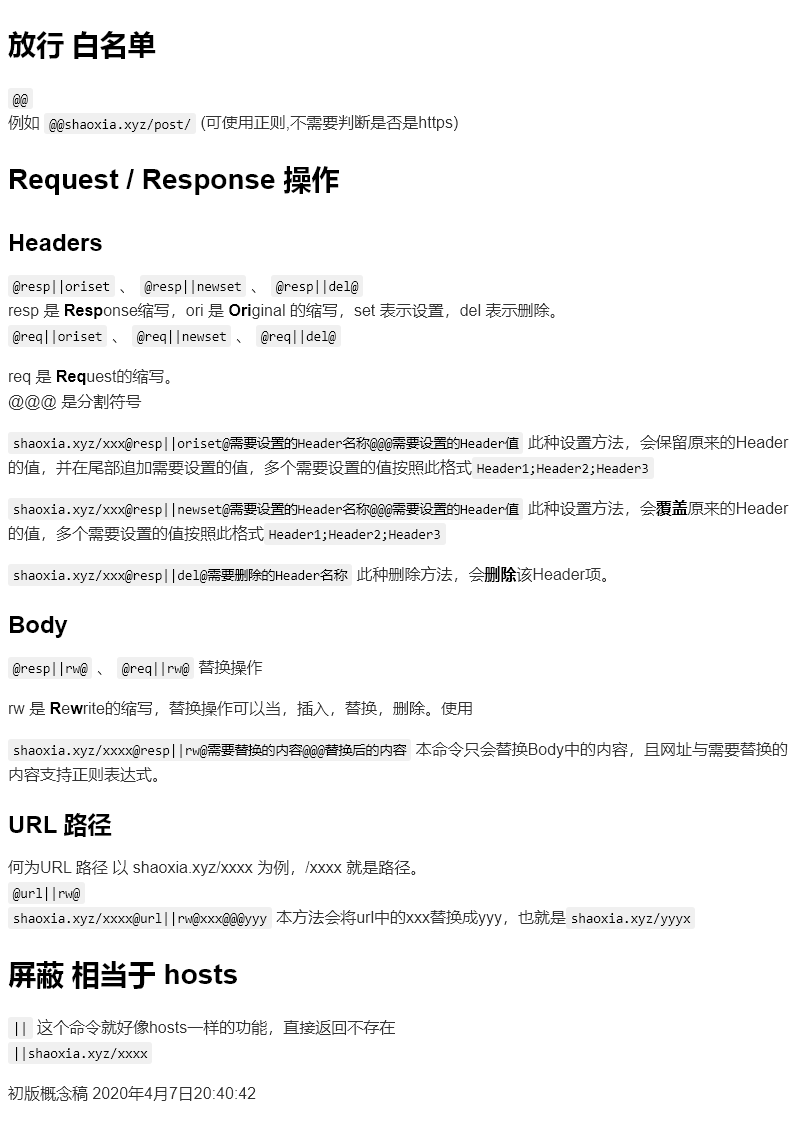 放行 白名单
@@
例如 @@shaoxia.xyz/post/ (可使用正则,不需要判断是否是https)
Request / Response 操作
Headers
@resp||oriset 、 @resp||newset 、 @resp||del@
resp 是 Response缩写，ori 是 Original 的缩写，set 表示设置，del 表示删除。
@req||oriset 、 @req||newset 、 @req||del@
req 是 Request的缩写。
@@@ 是分割符号
shaoxia.xyz/xxx@resp||oriset@需要设置的Header名称@@@需要设置的Header值 此种设置方法，会保留原来的Header
的值，并在尾部追加需要设置的值，多个需要设置的值按照此格式 Header1;Header2;Header3
shaoxia.xyz/xxx@resp||newset@需要设置的Header名称@@@需要设置的Header值 此种设置方法，会覆盖原来的Header
的值，多个需要设置的值按照此格式 Header1;Header2;Header3
shaoxia.xyz/xxx@resp||del@需要删除的Header名称 此种删除方法，会删除该Header项。
Body
@resp||rw@ 、 @req||rw@ 替换操作
rw 是 Rewrite的缩写，替换操作可以当，插入，替换，删除。使用
shaoxia.xyz/xxxx@resp||rw@需要替换的内容@@@替换后的内容 本命令只会替换Body中的内容，且网址与需要替换的
内容支持正则表达式。
URL 路径
何为URL 路径 以 shaoxia.xyz/xxxx 为例，/xxxx 就是路径。
@url||rw@
shaoxia.xyz/xxxx@url||rw@xxx@@@yyy 本方法会将url中的xxx替换成yyy，也就是 shaoxia.xyz/yyyx
屏蔽 相当于 hosts
|| 这个命令就好像hosts一样的功能，直接返回不存在
||shaoxia.xyz/xxxx
初版概念稿 2020年4月7日20:40:42